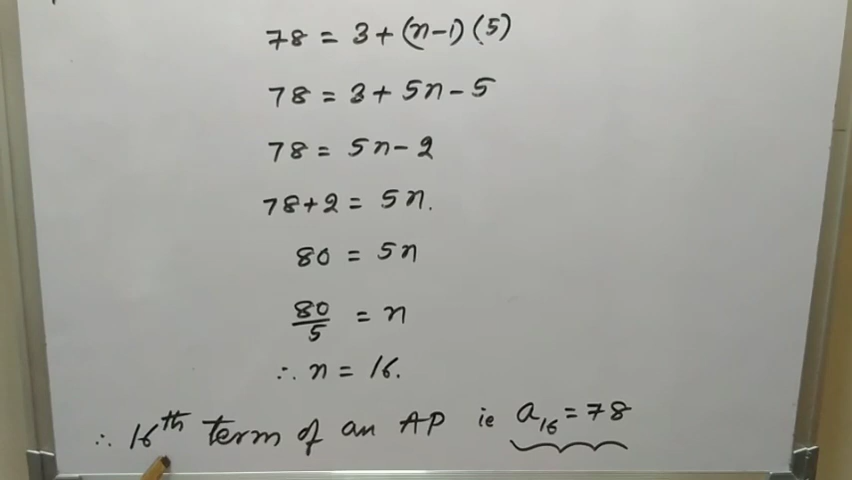 78 = 3 + (n-1) (5)
78 = 3 + 5n - 5
78 = 5n - 2
78 + 2 = 5n.
80 = 5n
80/5 = n
∴ n = 16.
∴ 16th term of an AP ie a16 = 78